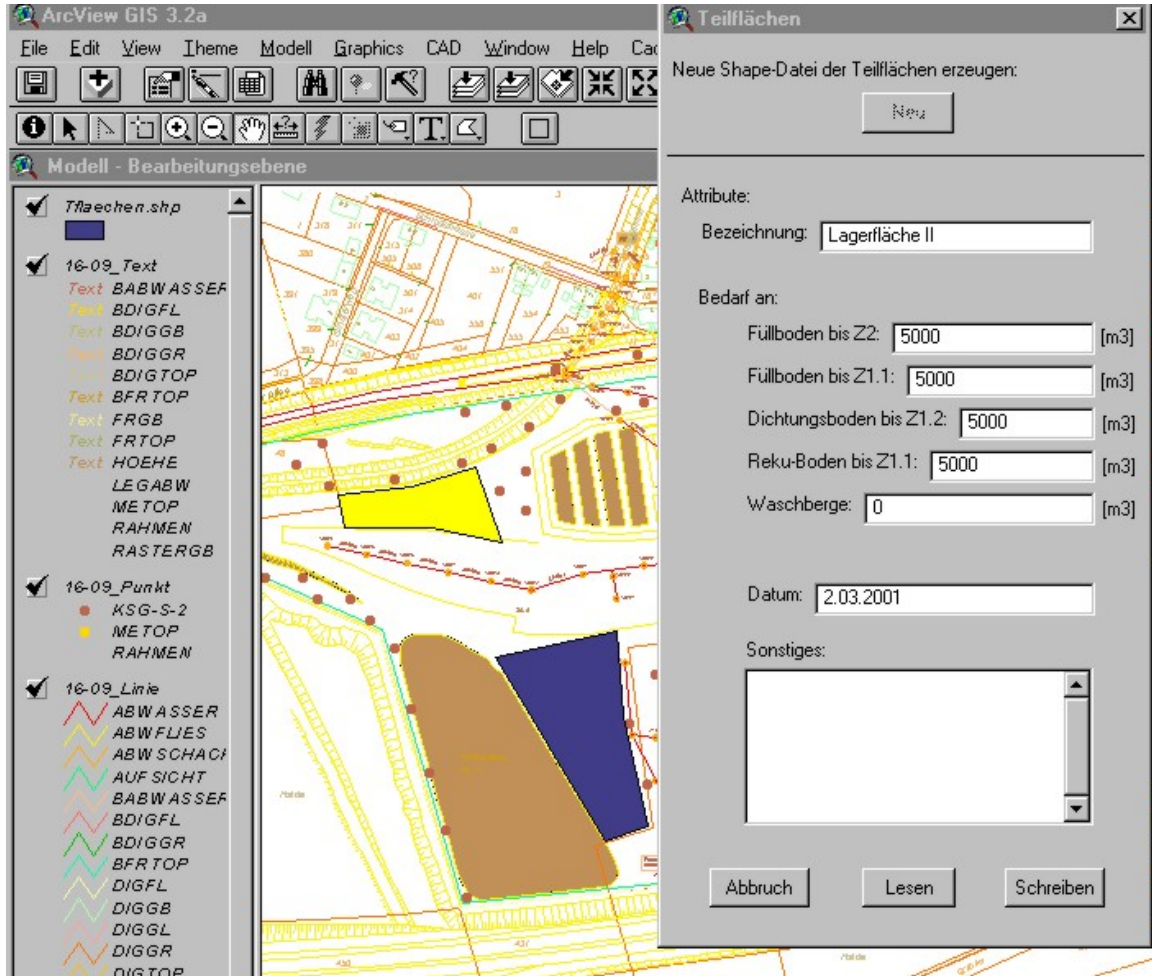 ArcView GIS 3.2a
File Edit View Theme Modell Graphics CAD Window Help Cad
Modell - Bearbeitungsebene
Tflaechen.shp
16-09_Text
Text BABWASSER
Text BDIGFL
Text BDIGGB
Text BDIGGR
Text BDIGTOP
Text BFRTOP
Text FRGB
Text FRTOP
Text HOEHE
LEGABW
METOP
RAHMEN
RASTERGB
16-09_Punkt
KSG-S-2
METOP
RAHMEN
16-09_Linie
ABWASSER
ABWFLIES
ABWSCHACH
AUFSICHT
BABWASSER
BDIGFL
BDIGGR
BFRTOP
DIGFL
DIGGB
DIGGL
DIGGR
DIGTOP
Teilflächen
Neue Shape-Datei der Teilflächen erzeugen:
Neu
Attribute:
Bezeichnung: Lagerfläche II
Bedarf an:
Füllboden bis Z2: 5000 [m3]
Füllboden bis Z1.1: 5000 [m3]
Dichtungsboden bis Z1.2: 5000 [m3]
Reku-Boden bis Z1.1: 5000 [m3]
Waschberge: 0 [m3]
Datum: 2.03.2001
Sonstiges:
Abbruch Lesen Schreiben